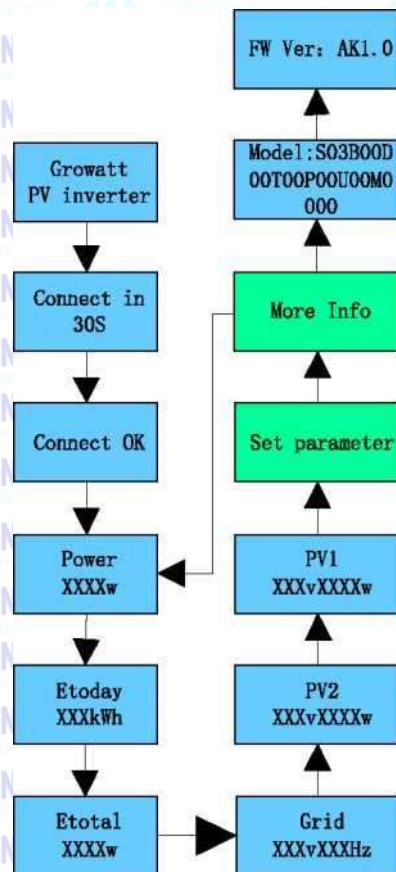 Growatt
PV inverter
Connect in
30S
Connect OK
Power
XXXXw
Etoday
XXXkWh
Etotal
XXXXw
Grid
XXXvXXXHz
PV2
XXXvXXXXw
PV1
XXXvXXXXw
Set parameter
More Info
Model:S03B00D
00T00P00U00M0
000
FW Ver: AK1.0